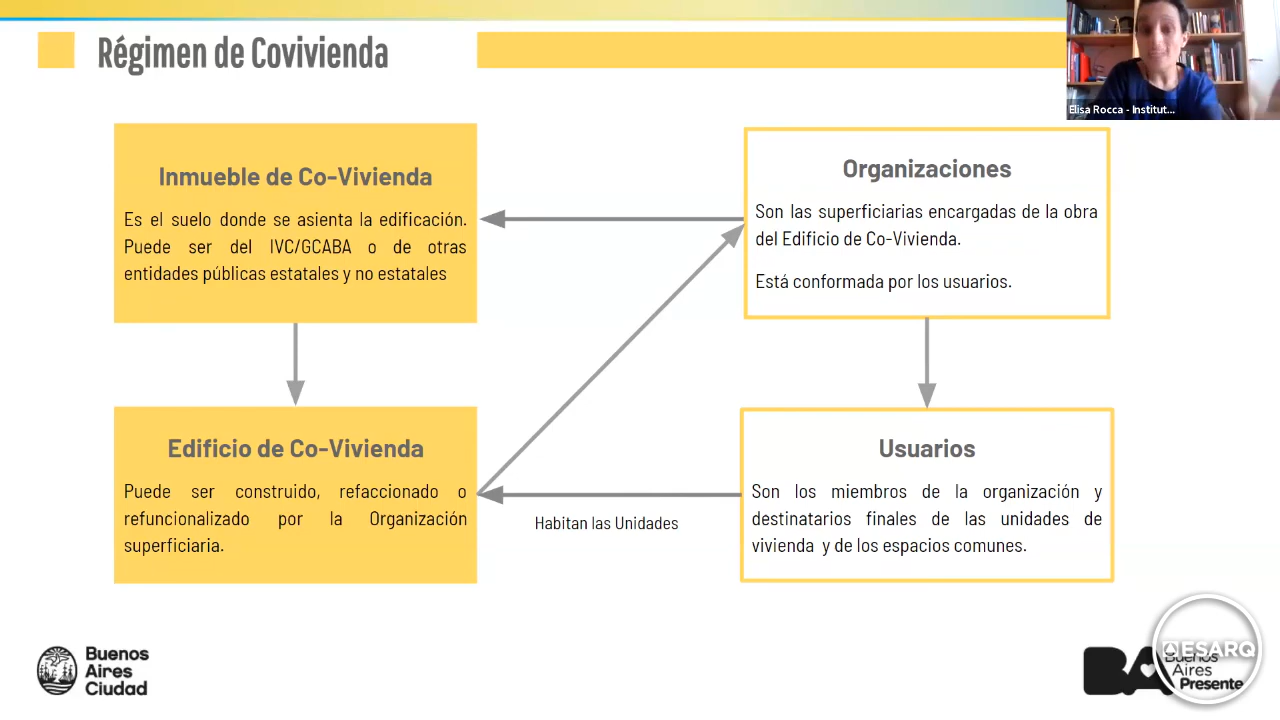 Régimen de Covivienda
Elisa Rocca - Institut...
Inmueble de Co-Vivienda
Es el suelo donde se asienta la edificación.
Puede ser del IVC/GCABA o de otras
entidades públicas estatales y no estatales
Organizaciones
Son las superficiarias encargadas de la obra
del Edificio de Co-Vivienda.
Está conformada por los usuarios.
Edificio de Co-Vivienda
Puede ser construido, refaccionado o
refuncionalizado por la Organización
superficiaria.
Habitan las Unidades
Usuarios
Son los miembros de la organización y
destinatarios finales de las unidades de
vivienda y de los espacios comunes.
Buenos
Aires
Ciudad
BA
Buenos
Aires
Presente
ESARQ